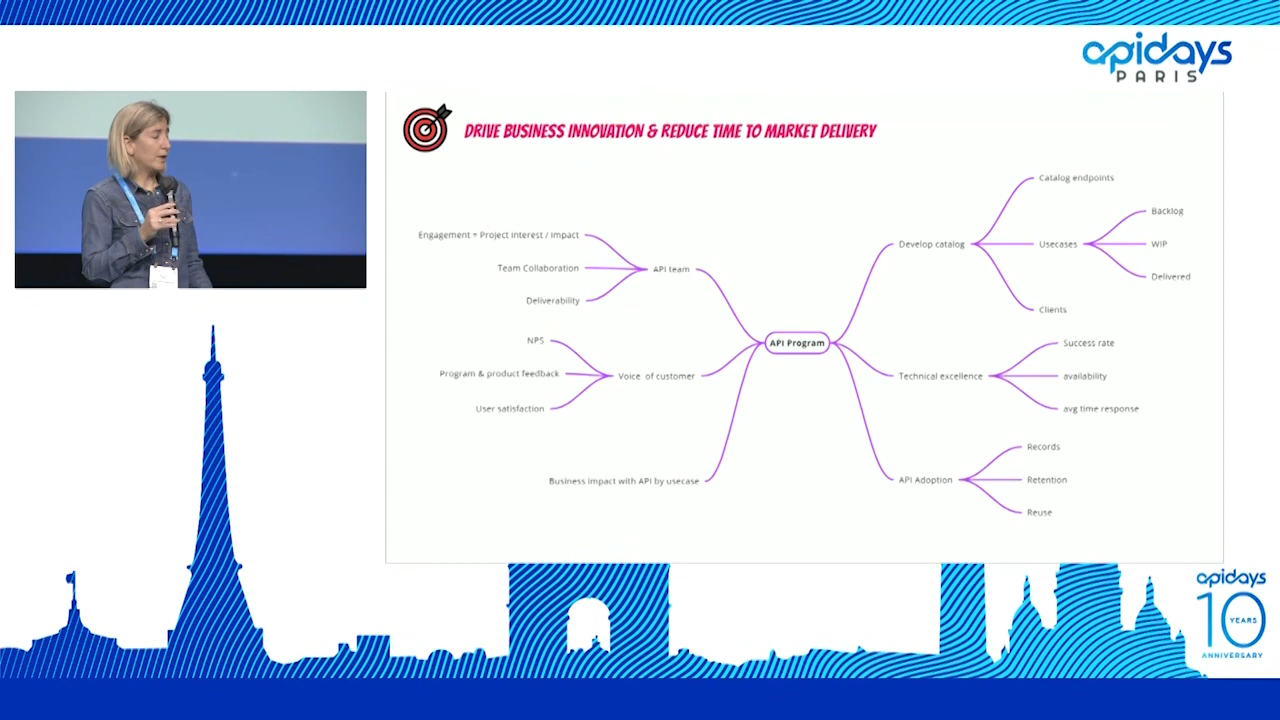 apidays
PARIS
DRIVE BUSINESS INNOVATION & REDUCE TIME TO MARKET DELIVERY
Engagement = Project Interest / Impact
Team Collaboration
Deliverability
API team
NPS
Program & product feedback
User satisfaction
Voice of customer
Business impact with API by usecase
API Program
Develop catalog
Catalog endpoints
Usecases
Backlog
WIP
Delivered
Clients
Technical excellence
Success rate
availability
avg time response
API Adoption
Records
Retention
Reuse
apidays
10
YEARS
ANNIVERSARY